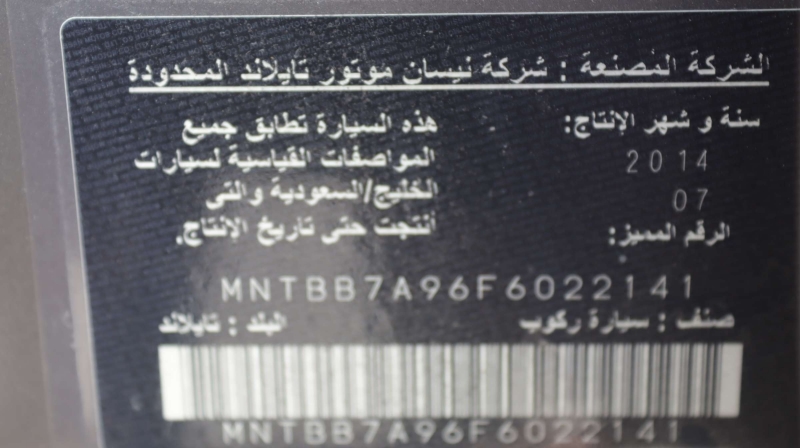 الشركة المصنعة : شركة نيسان موتور تايلاند المحدودة
سنة و شهر الإنتاج:
2014
07
الرقم المميز:
هذه السيارة تطابق جميع
المواصفات القياسية لسيارات
الخليج/السعودية والتى
أنتجت حتى تاريخ الإنتاج.
MNTBB7A96F6022141
صنف : سيارة ركوب
البلد : تايلاند
MNTBB7A96F6022141